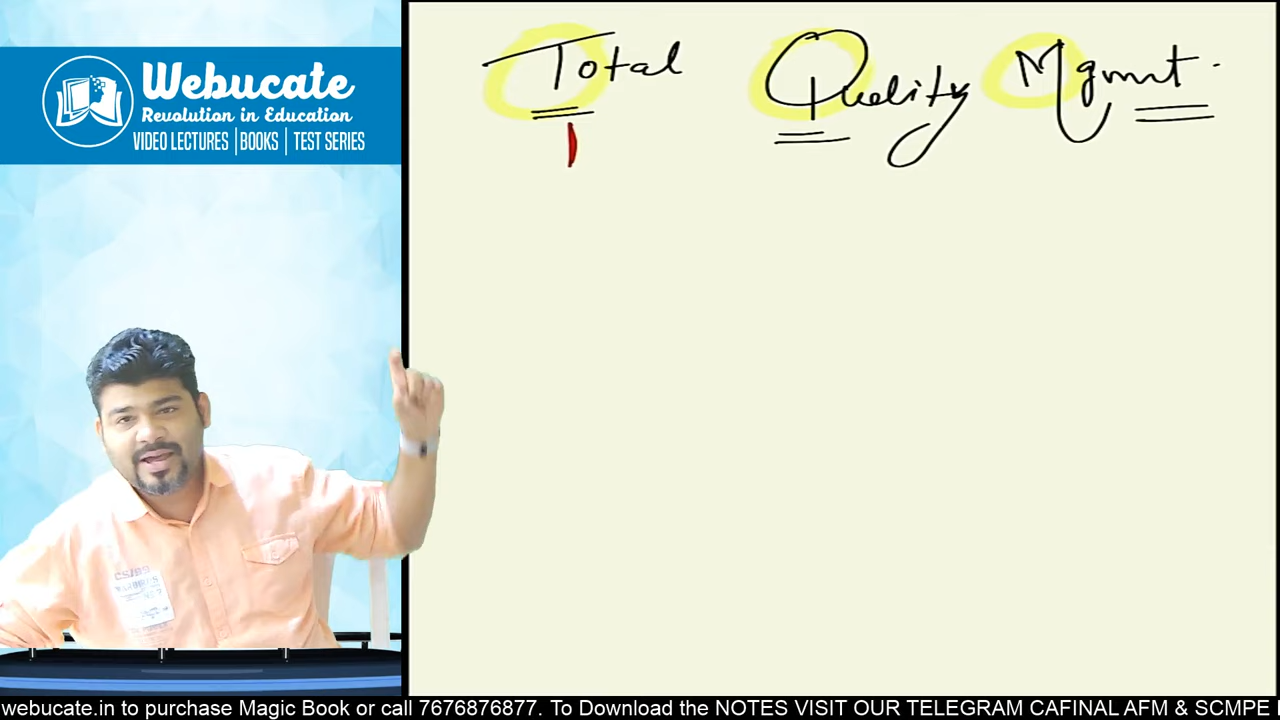 Total Quality Mgmnt.
Webucate
Revolution in Education
VIDEO LECTURES | BOOKS | TEST SERIES
webucate.in to purchase Magic Book or call 7676876877. To Download the NOTES VISIT OUR TELEGRAM CAFINAL AFM & SCMPE